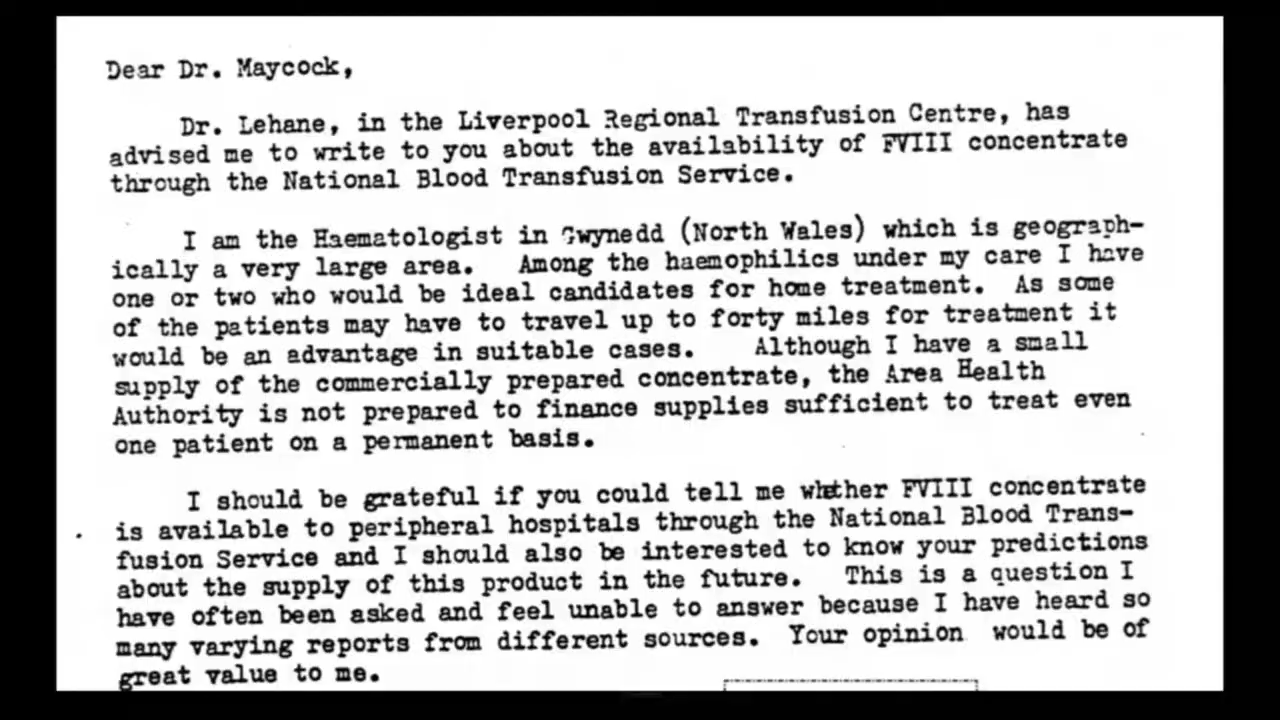 Dear Dr. Maycock,
Dr. Lehane, in the Liverpool Regional Transfusion Centre, has
advised me to write to you about the availability of FVIII concentrate
through the National Blood Transfusion Service.
I am the Haematologist in Gwynedd (North Wales) which is geograph-
ically a very large area. Among the haemophilics under my care I have
one or two who would be ideal candidates for home treatment. As some
of the patients may have to travel up to forty miles for treatment it
would be an advantage in suitable cases. Although I have a small
supply of the commercially prepared concentrate, the Area Health
Authority is not prepared to finance supplies sufficient to treat even
one patient on a permanent basis.
I should be grateful if you could tell me whether FVIII concentrate
is available to peripheral hospitals through the National Blood Trans-
fusion Service and I should also be interested to know your predictions
about the supply of this product in the future. This is a question I
have often been asked and feel unable to answer because I have heard so
many varying reports from different sources. Your opinion would be of
great value to me.